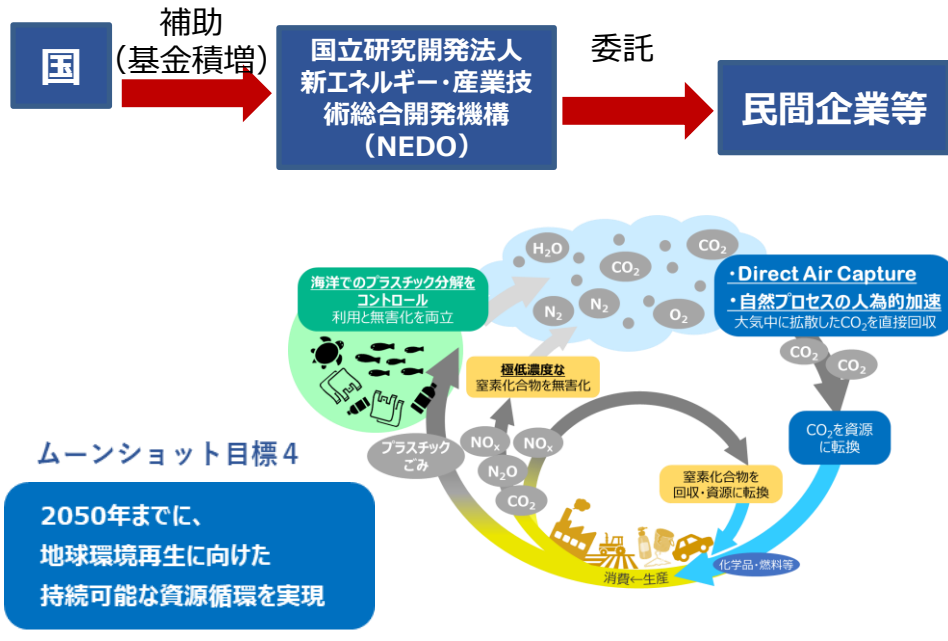 国
補助
（基金積増）
国立研究開発法人
新エネルギー・産業技
術総合開発機構
（NEDO）
委託
民間企業等
海洋でのプラスチック分解を
コントロール
利用と無害化を両立
H₂O
CO₂
CO₂
N₂
N₂
O₂
・Direct Air Capture
・自然プロセスの人為的加速
大気中に拡散したCO₂を直接回収
CO₂
CO₂
極低濃度な
窒素化合物を無害化
CO₂を資源
に転換
プラスチック
ごみ
NOₓ
NOₓ
N₂O
CO₂
窒素化合物を
回収・資源に転換
化学品・燃料等
消費←生産
ムーンショット目標４
2050年までに、
地球環境再生に向けた
持続可能な資源循環を実現